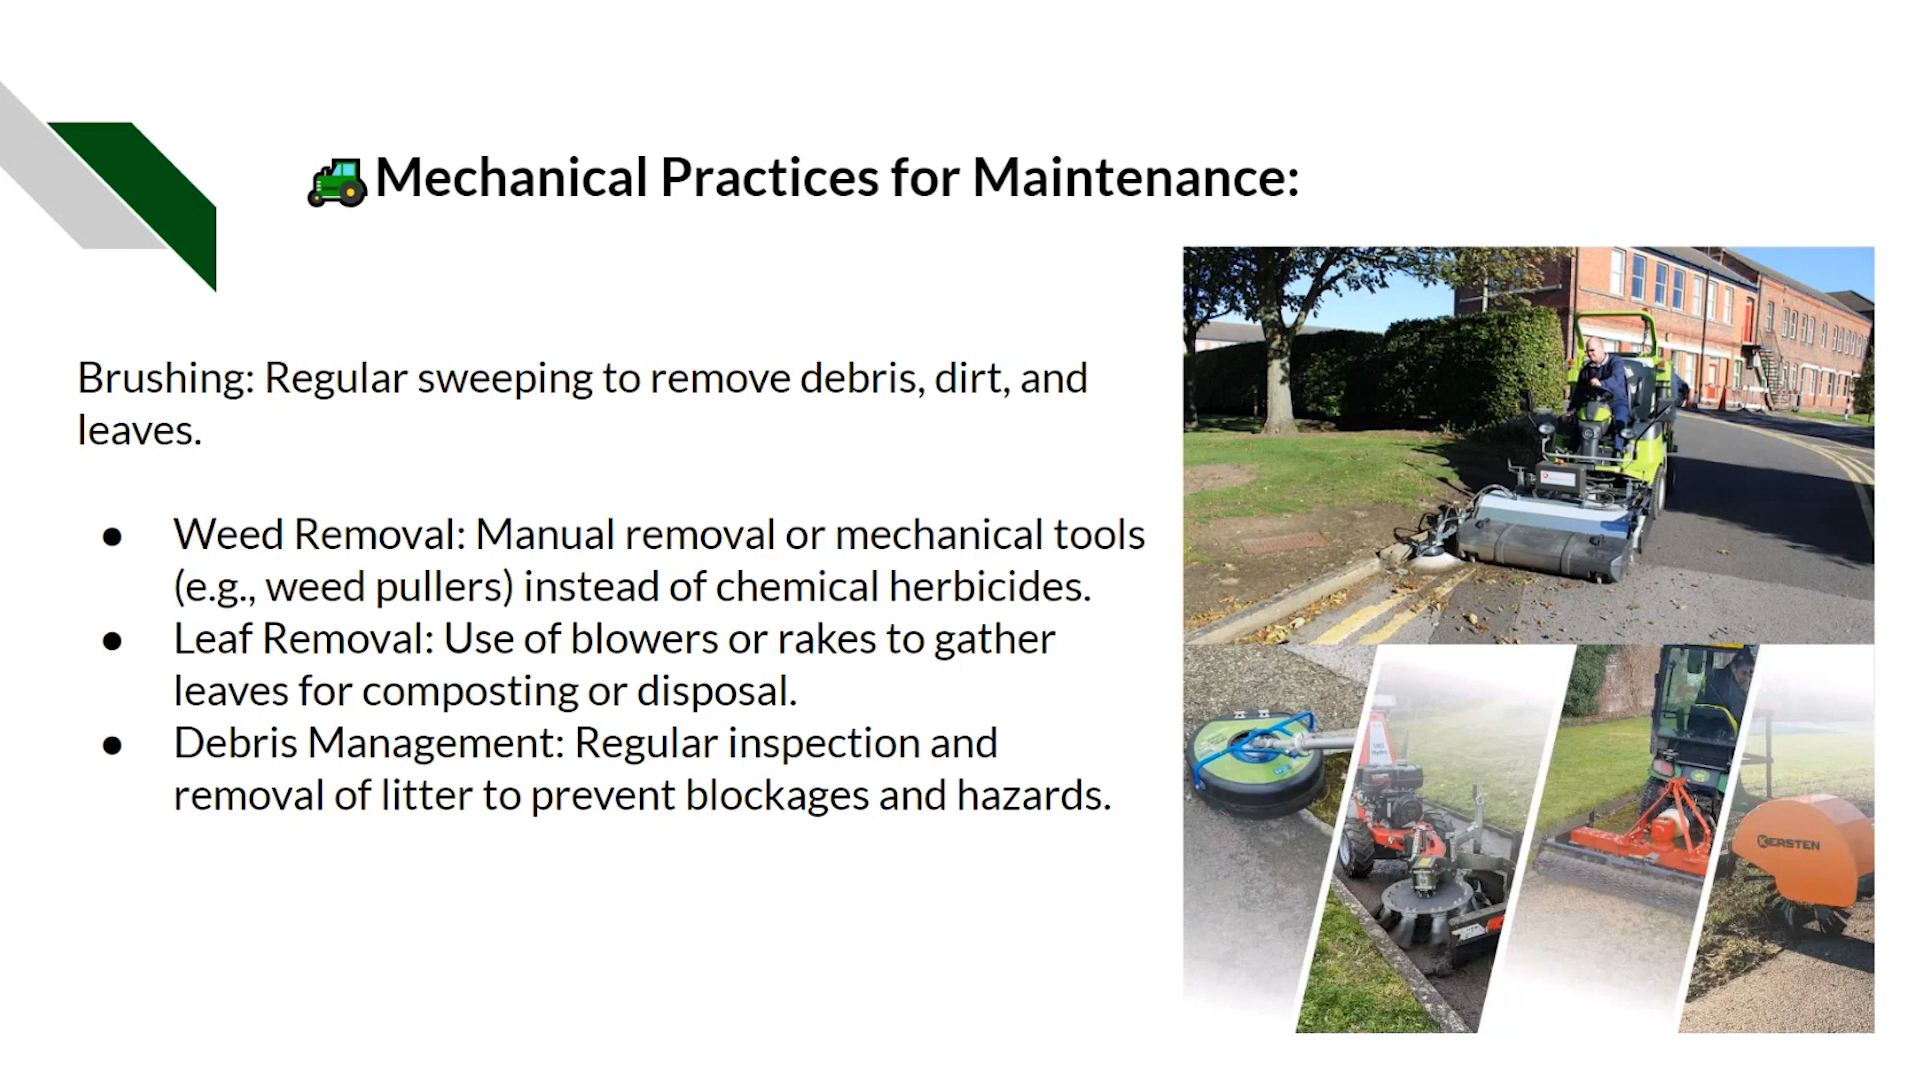 Mechanical Practices for Maintenance:
Brushing: Regular sweeping to remove debris, dirt, and
leaves.
● Weed Removal: Manual removal or mechanical tools
(e.g., weed pullers) instead of chemical herbicides.
● Leaf Removal: Use of blowers or rakes to gather
leaves for composting or disposal.
● Debris Management: Regular inspection and
removal of litter to prevent blockages and hazards.
KERSTEN